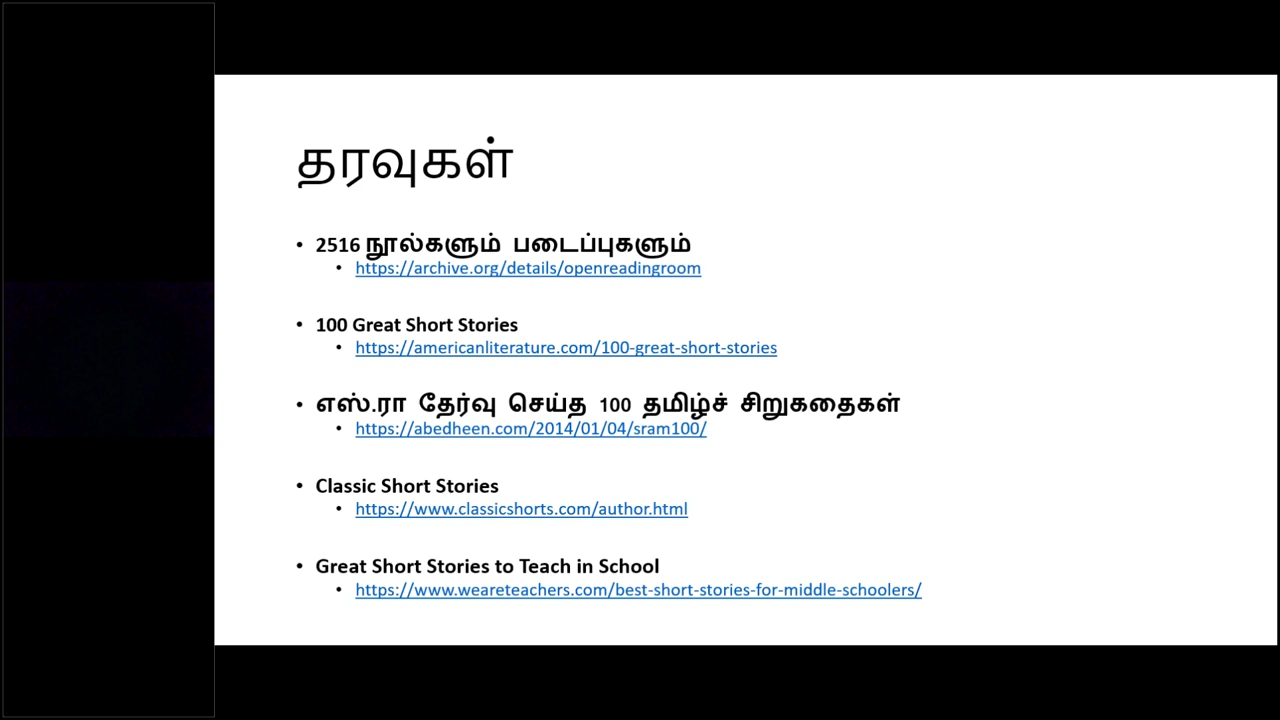 தரவுகள்
• 2516 நூல்களும் படைப்புகளும்
• https://archive.org/details/openreadingroom
• 100 Great Short Stories
• https://americanliterature.com/100-great-short-stories
• எஸ்.ரா தேர்வு செய்த 100 தமிழ்ச் சிறுகதைகள்
• https://abedheen.com/2014/01/04/sram100/
• Classic Short Stories
• https://www.classicshorts.com/author.html
• Great Short Stories to Teach in School
• https://www.weareteachers.com/best-short-stories-for-middle-schoolers/